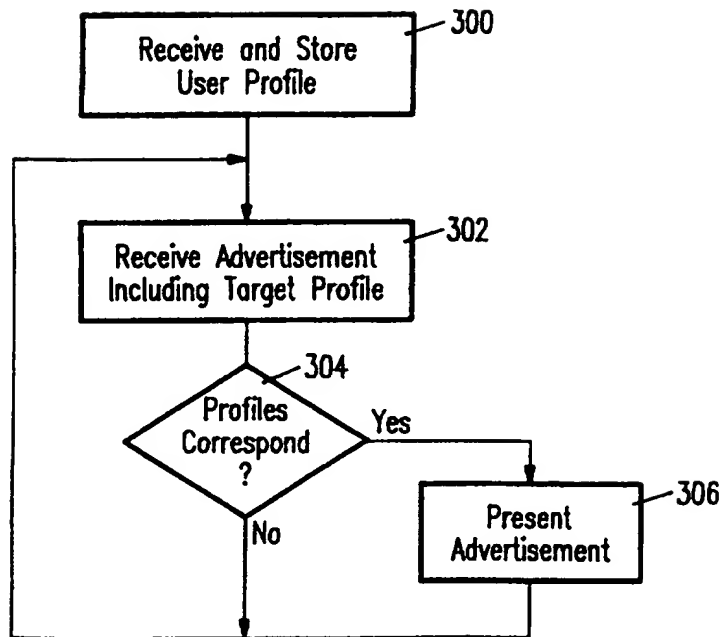 300
Receive and Store
User Profile
302
Receive Advertisement
Including Target Profile
304
Profiles
Correspond
?
Yes
No
306
Present
Advertisement